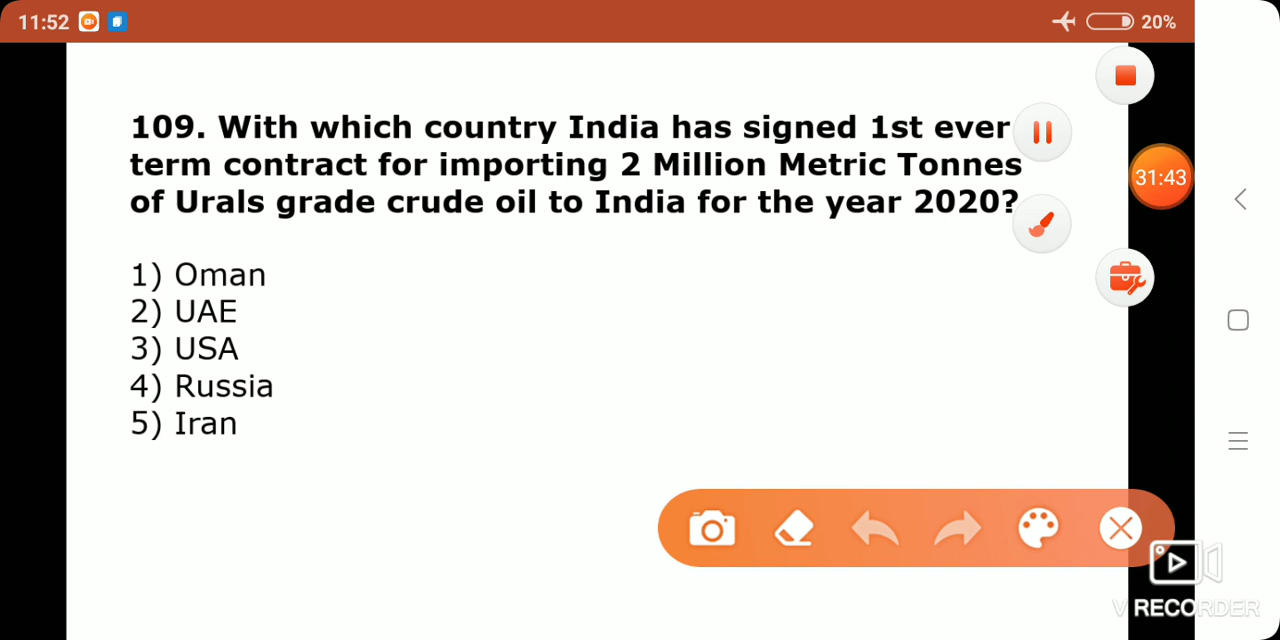 11:52
20%
109. With which country India has signed 1st ever
term contract for importing 2 Million Metric Tonnes
of Urals grade crude oil to India for the year 2020?
31:43
1) Oman
2) UAE
3) USA
4) Russia
5) Iran
V RECORDER